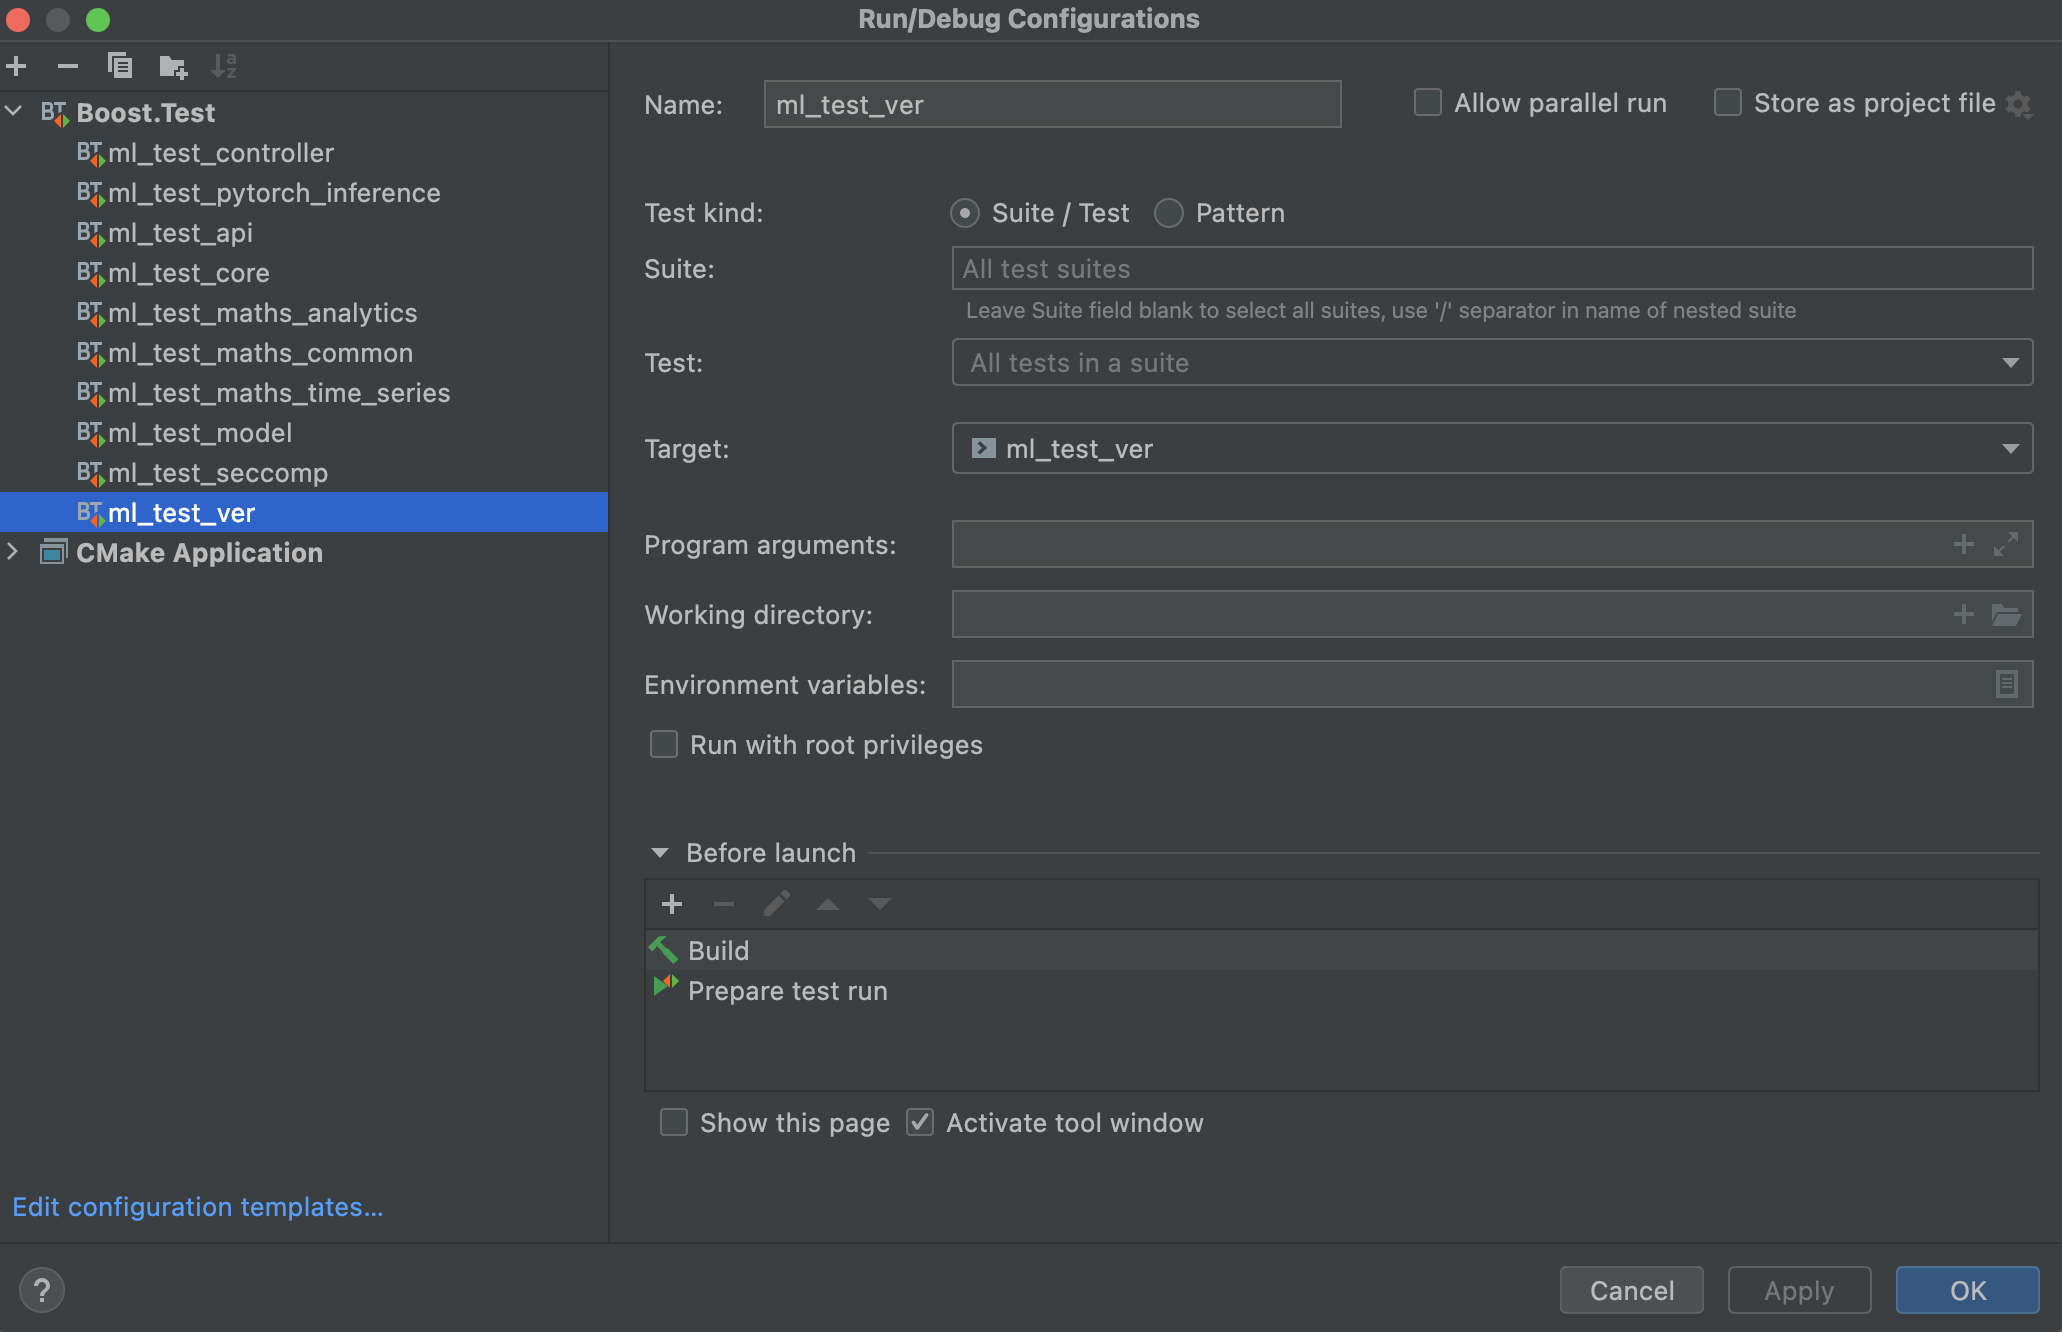 Run/Debug Configurations
Boost.Test
ml_test_controller
ml_test_pytorch_inference
ml_test_api
ml_test_core
ml_test_maths_analytics
ml_test_maths_common
ml_test_maths_time_series
ml_test_model
ml_test_seccomp
ml_test_ver
CMake Application
Edit configuration templates...
Name: ml_test_ver Allow parallel run Store as project file
Test kind: Suite / Test Pattern
Suite: All test suites
Leave Suite field blank to select all suites, use '/' separator in name of nested suite
Test: All tests in a suite
Target: ml_test_ver
Program arguments:
Working directory:
Environment variables:
Run with root privileges
Before launch
Build
Prepare test run
Show this page Activate tool window
? Cancel Apply OK